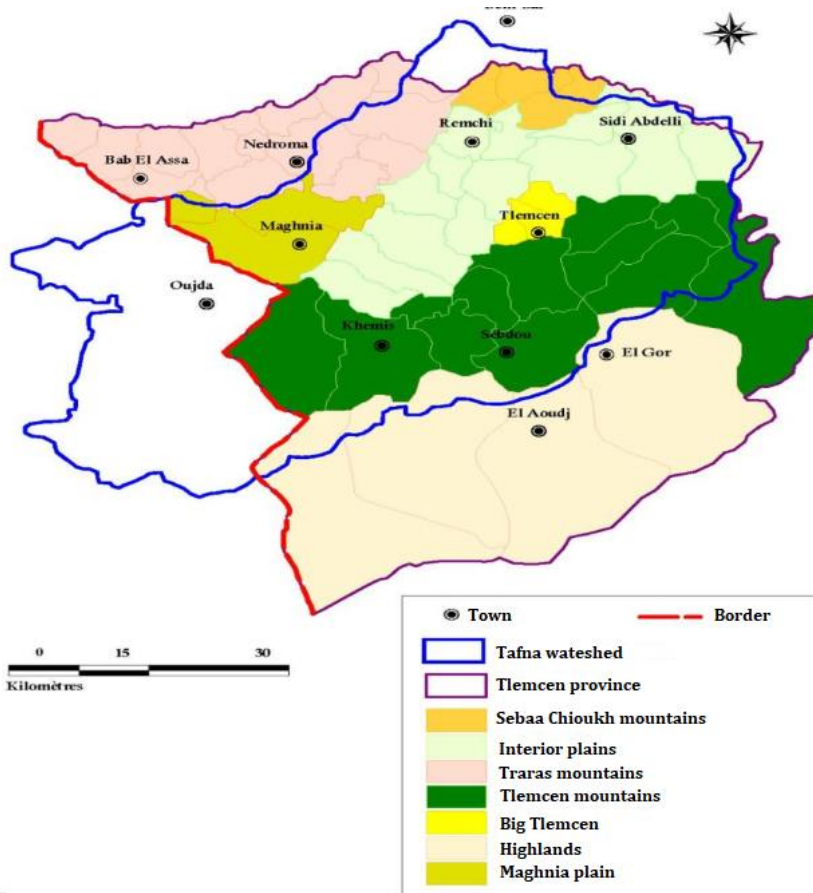 Remchi
Sidi Abdelli
Nedroma
Bab El Assa
Tlemcen
Maghnia
Oujda
Khemis
Sebdou
El Gor
El Aoudj
Town
Border
0 15 30
Kilomètres
Tafna wateshed
Tlemcen province
Sebaa Chioukh mountains
Interior plains
Traras mountains
Tlemcen mountains
Big Tlemcen
Highlands
Maghnia plain